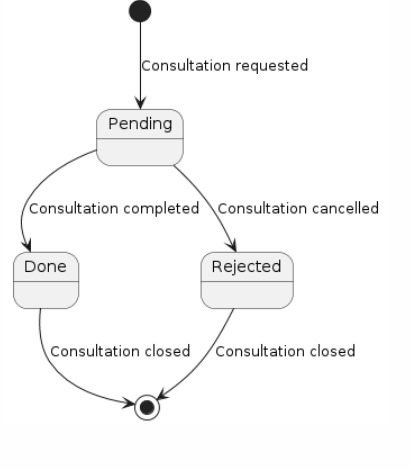 Consultation requested
Pending
Consultation completed
Consultation cancelled
Done
Rejected
Consultation closed
Consultation closed